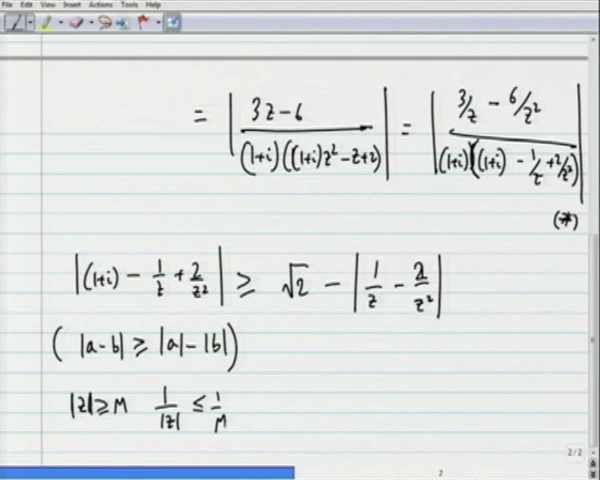 File Edit View Insert Actions Tools Help
= |(3z-6)/((1+i)((1+i)z²-z+2))| = |(3/z - 6/z²)/((1+i)((1+i) - 1/z + 2/z²))|
(*)
|(1+i) - 1/z + 2/z²| ≥ √2 - |1/z - 2/z²|
( |a-b| ≥ |a|-|b| )
|z| ≥ M 1/|z| ≤ 1/M
2/2
2